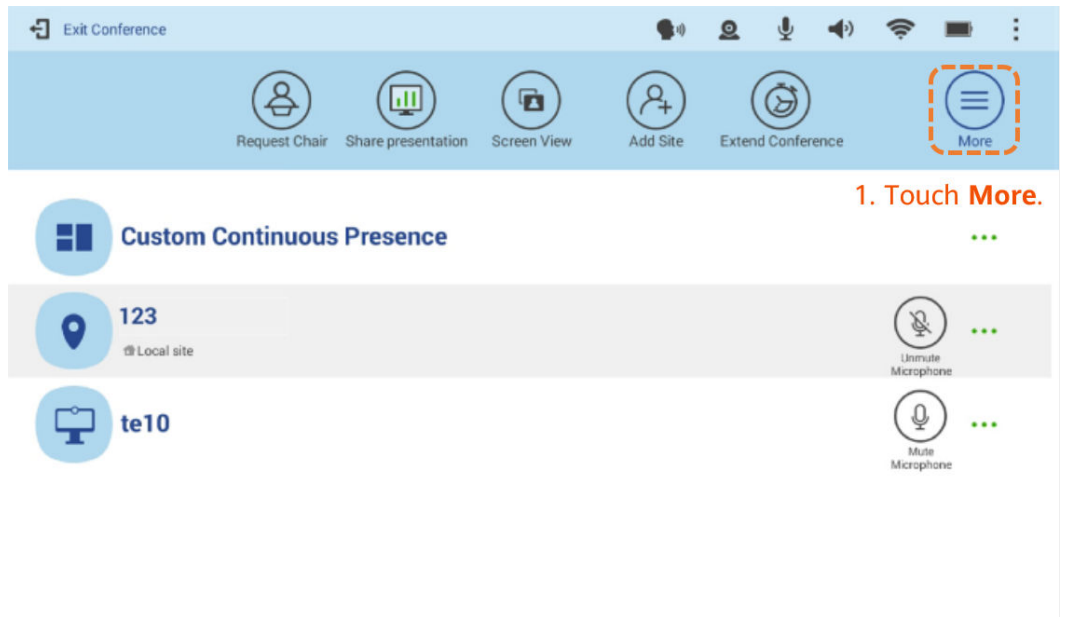 Exit Conference
Request Chair
Share presentation
Screen View
Add Site
Extend Conference
More
1. Touch More.
Custom Continuous Presence
123
Local site
Unmute
Microphone
te10
Mute
Microphone